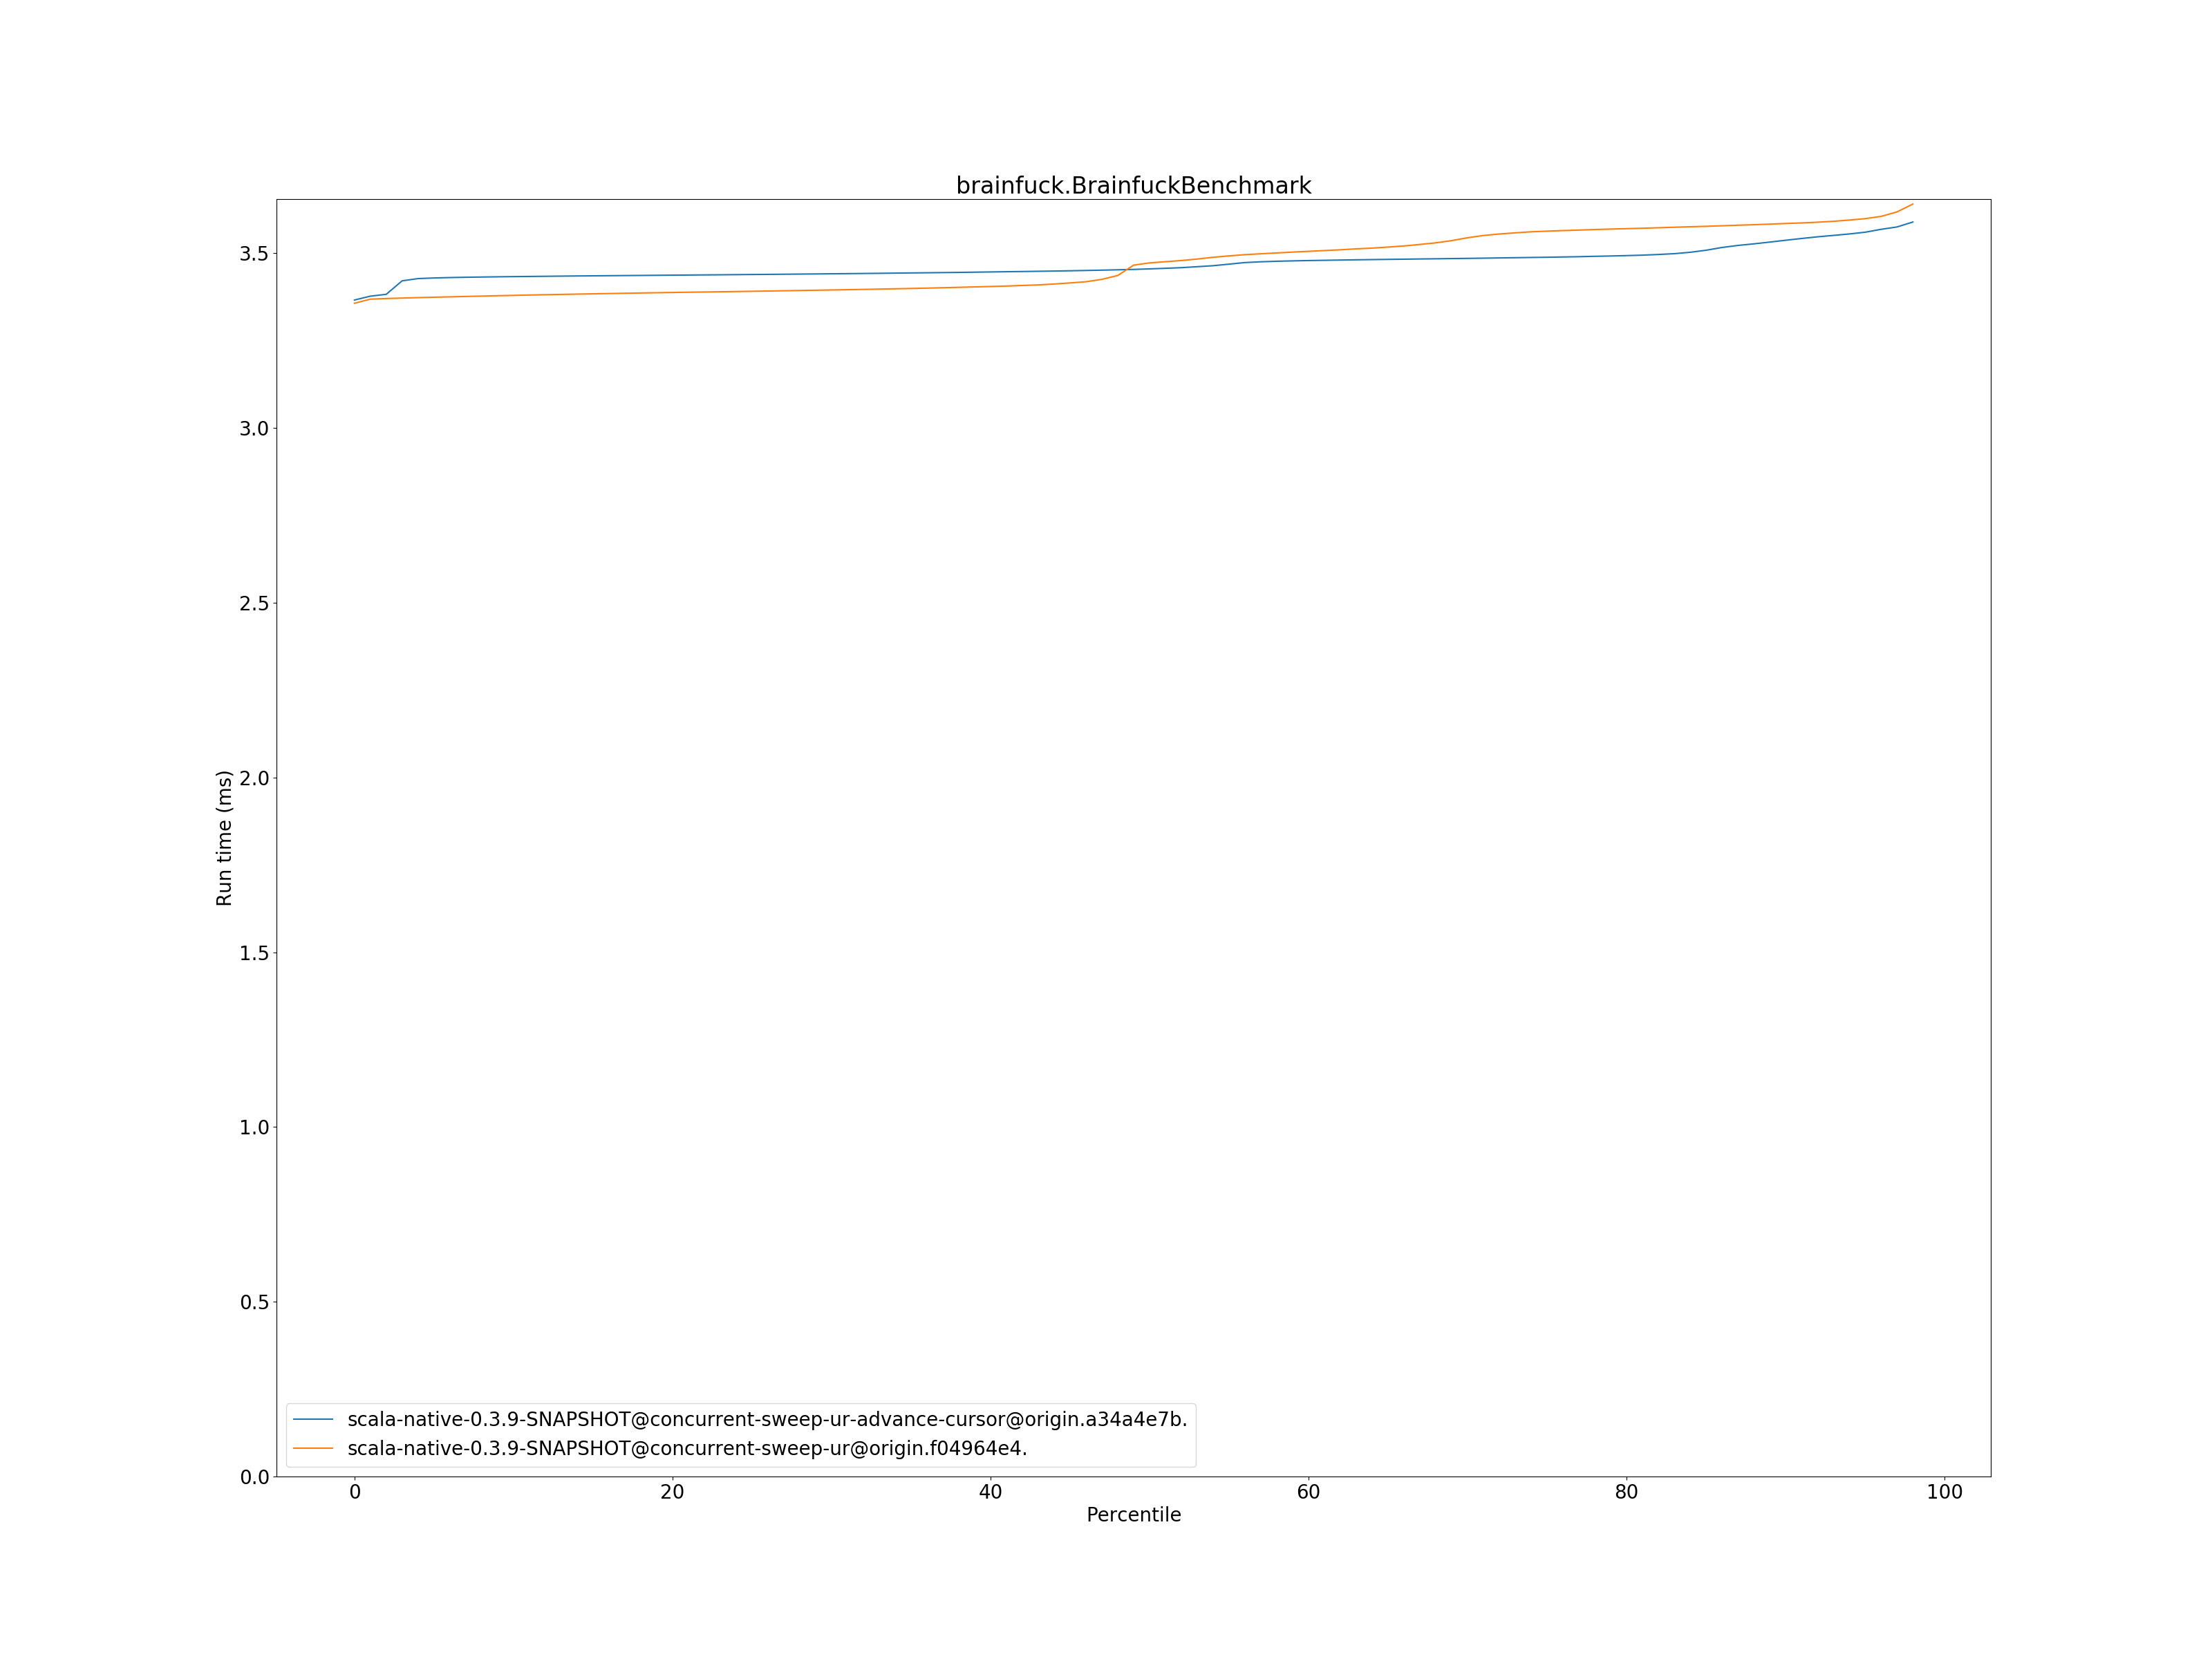 brainfuck.BrainfuckBenchmark
Run time (ms)
3.5
3.0
2.5
2.0
1.5
1.0
0.5
0.0
scala-native-0.3.9-SNAPSHOT@concurrent-sweep-ur-advance-cursor@origin.a34a4e7b.
scala-native-0.3.9-SNAPSHOT@concurrent-sweep-ur@origin.f04964e4.
0 20 40 60 80 100
Percentile